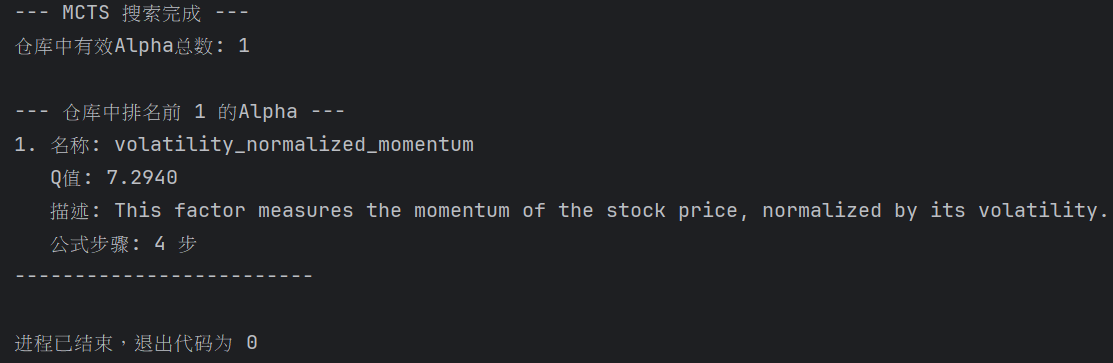 --- MCTS 搜索完成 ---
仓库中有效Alpha总数: 1
--- 仓库中排名前 1 的Alpha ---
1. 名称: volatility_normalized_momentum
Q值: 7.2940
描述: This factor measures the momentum of the stock price, normalized by its volatility.
公式步骤: 4 步
-------------------------
进程已结束，退出代码为 0